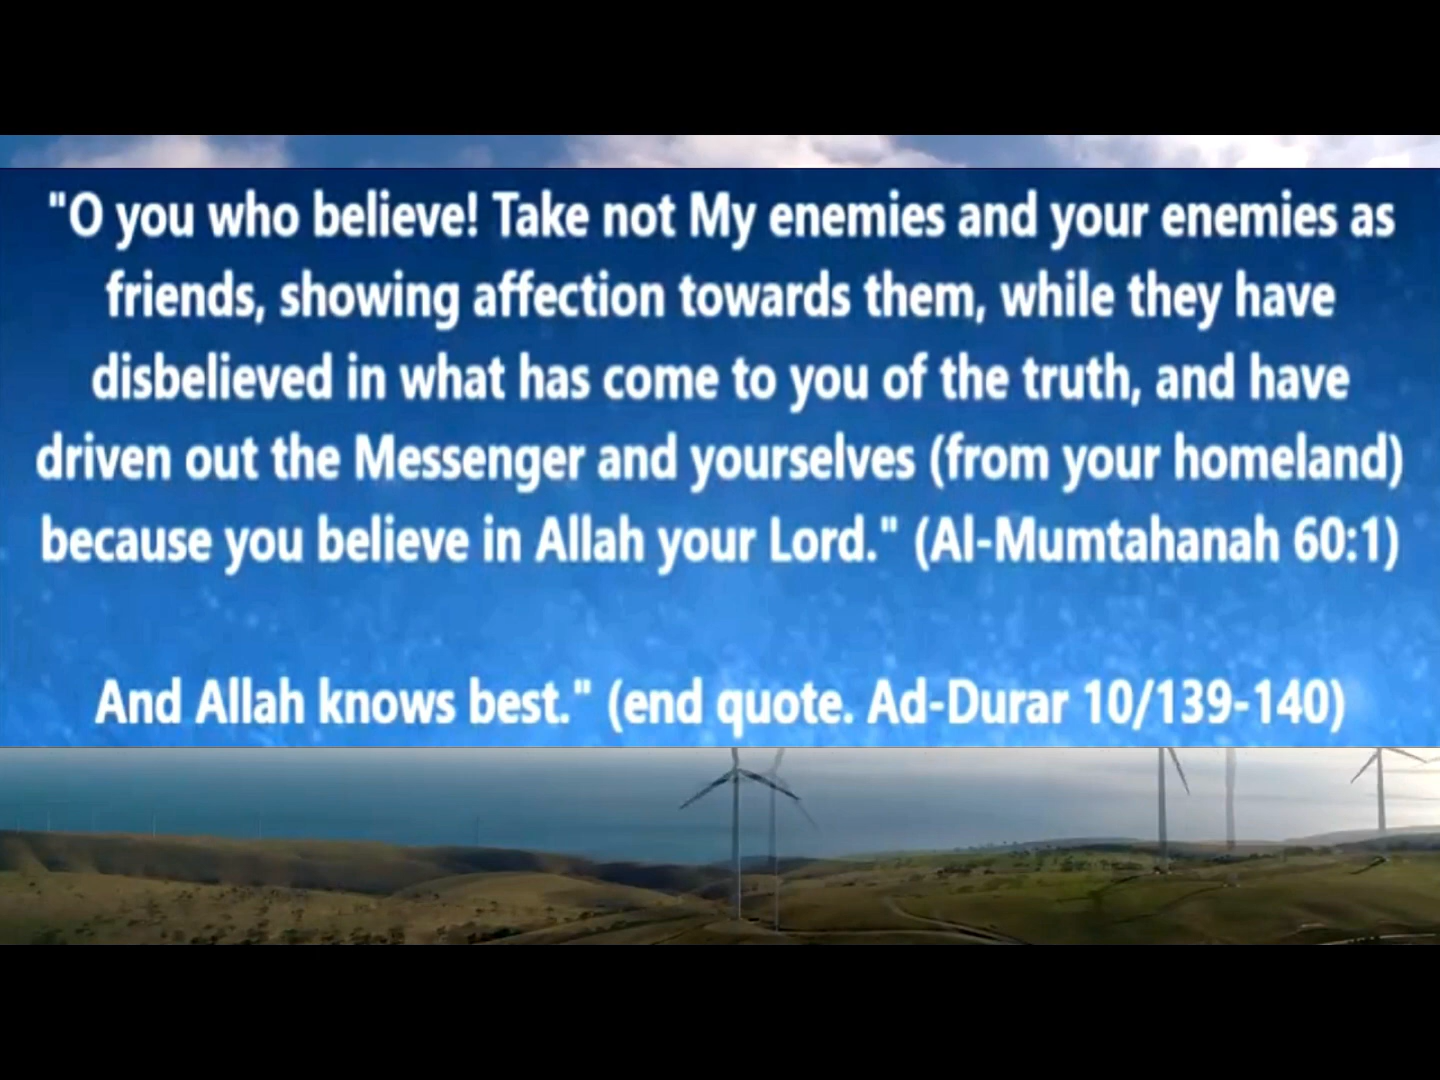 "O you who believe! Take not My enemies and your enemies as
friends, showing affection towards them, while they have
disbelieved in what has come to you of the truth, and have
driven out the Messenger and yourselves (from your homeland)
because you believe in Allah your Lord." (Al-Mumtahanah 60:1)
And Allah knows best." (end quote. Ad-Durar 10/139-140)